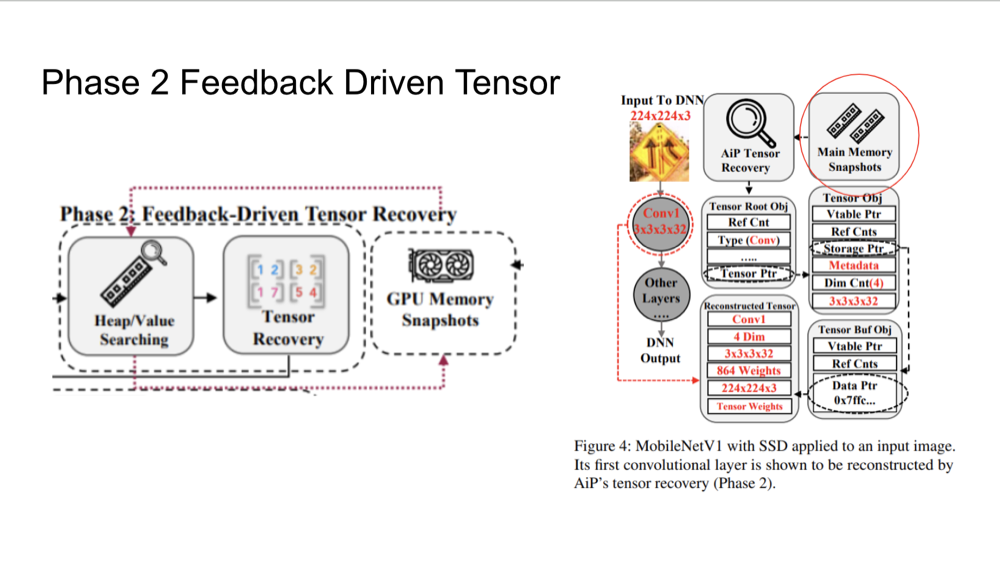 Phase 2 Feedback Driven Tensor
Phase 2: Feedback-Driven Tensor Recovery
Heap/Value
Searching
1 2 3 2
1 7 5 4
Tensor
Recovery
GPU Memory
Snapshots
Input To DNN
224x224x3
AiP Tensor
Recovery
Main Memory
Snapshots
Conv1
3x3x3x32
Other
Layers
....
DNN
Output
Tensor Root Obj
Ref Cnt
Type (Conv)
.....
Tensor Ptr
Tensor Obj
Vtable Ptr
Ref Cnts
Storage Ptr
Metadata
Dim Cnt(4)
3x3x3x32
Reconstructed Tensor
Conv1
4 Dim
3x3x3x32
864 Weights
224x224x3
Tensor Weights
Tensor Buf Obj
Vtable Ptr
Ref Cnts
Data Ptr
0x7ffc...
Figure 4: MobileNetV1 with SSD applied to an input image.
Its first convolutional layer is shown to be reconstructed by
AiP's tensor recovery (Phase 2).